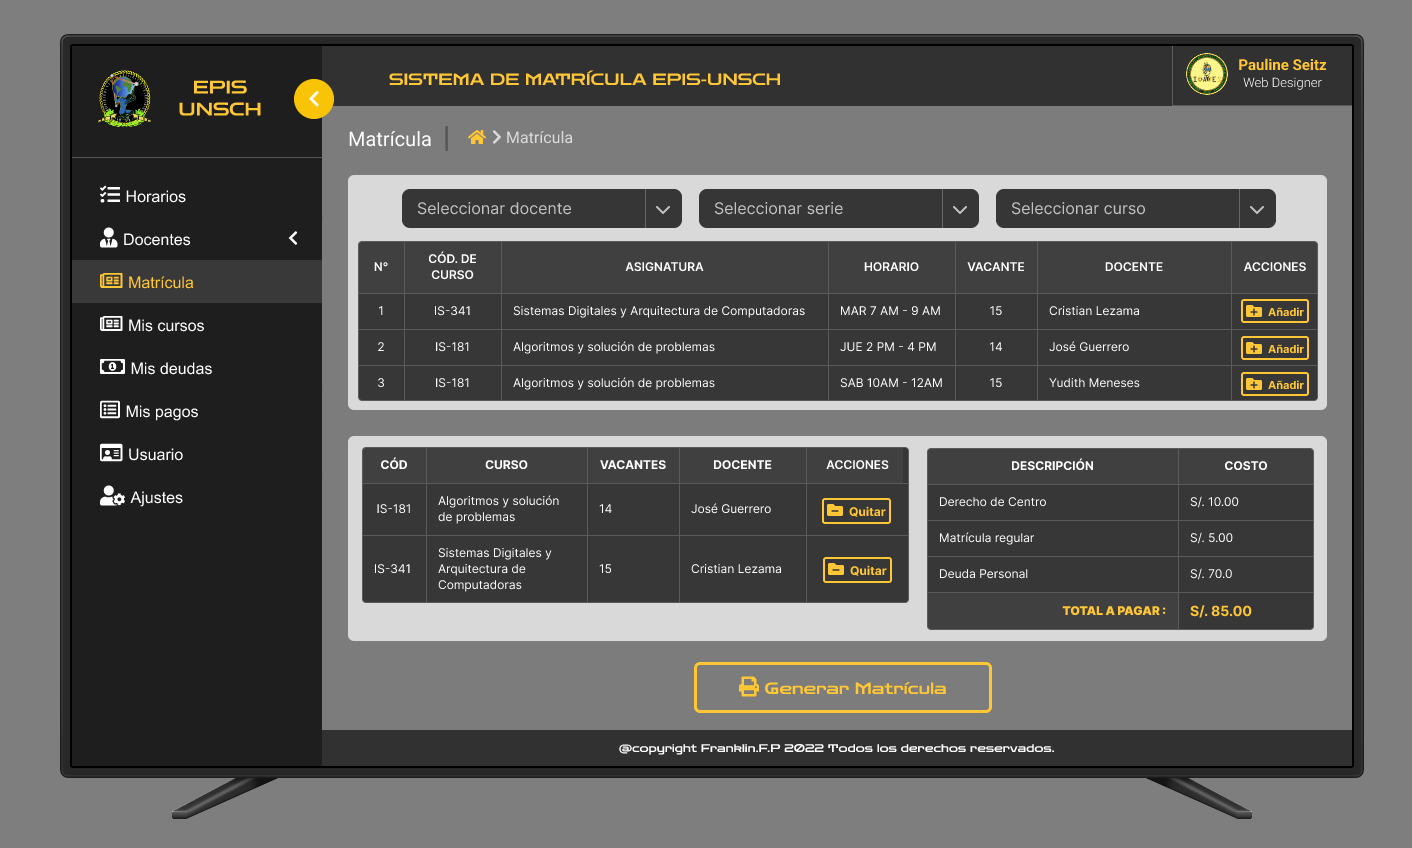 EPIS
UNSCH
SISTEMA DE MATRÍCULA EPIS-UNSCH
Pauline Seitz
Web Designer
Matrícula
Matrícula
Horarios
Docentes
Matrícula
Mis cursos
Mis deudas
Mis pagos
Usuario
Ajustes
Seleccionar docente Seleccionar serie Seleccionar curso
N° CÓD. DE CURSO ASIGNATURA HORARIO VACANTE DOCENTE ACCIONES
1 IS-341 Sistemas Digitales y Arquitectura de Computadoras MAR 7 AM - 9 AM 15 Cristian Lezama Añadir
2 IS-181 Algoritmos y solución de problemas JUE 2 PM - 4 PM 14 José Guerrero Añadir
3 IS-181 Algoritmos y solución de problemas SAB 10AM - 12AM 15 Yudith Meneses Añadir
CÓD CURSO VACANTES DOCENTE ACCIONES
IS-181 Algoritmos y solución de problemas 14 José Guerrero Quitar
IS-341 Sistemas Digitales y Arquitectura de Computadoras 15 Cristian Lezama Quitar
DESCRIPCIÓN COSTO
Derecho de Centro S/. 10.00
Matrícula regular S/. 5.00
Deuda Personal S/. 70.0
TOTAL A PAGAR : S/. 85.00
Generar Matrícula
@copyright Franklin.F.P 2022 Todos los derechos reservados.